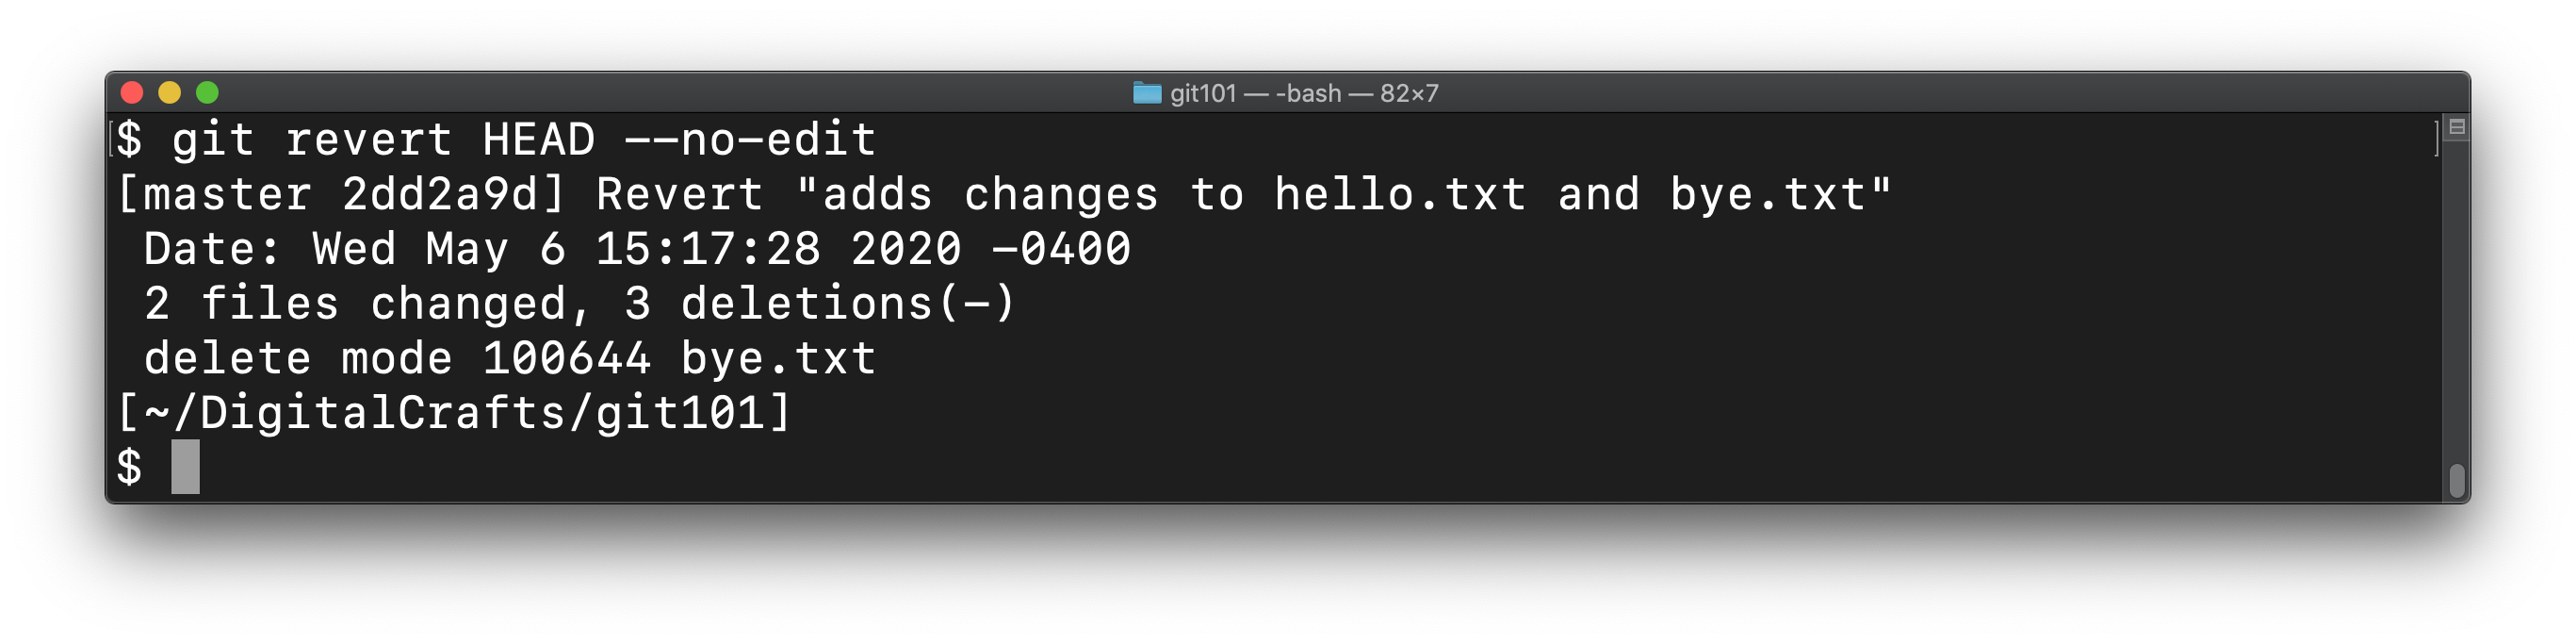 git101 — -bash — 82×7
[$ git revert HEAD --no-edit ]
[master 2dd2a9d] Revert "adds changes to hello.txt and bye.txt"
 Date: Wed May 6 15:17:28 2020 -0400
 2 files changed, 3 deletions(-)
 delete mode 100644 bye.txt
[~/DigitalCrafts/git101]
$